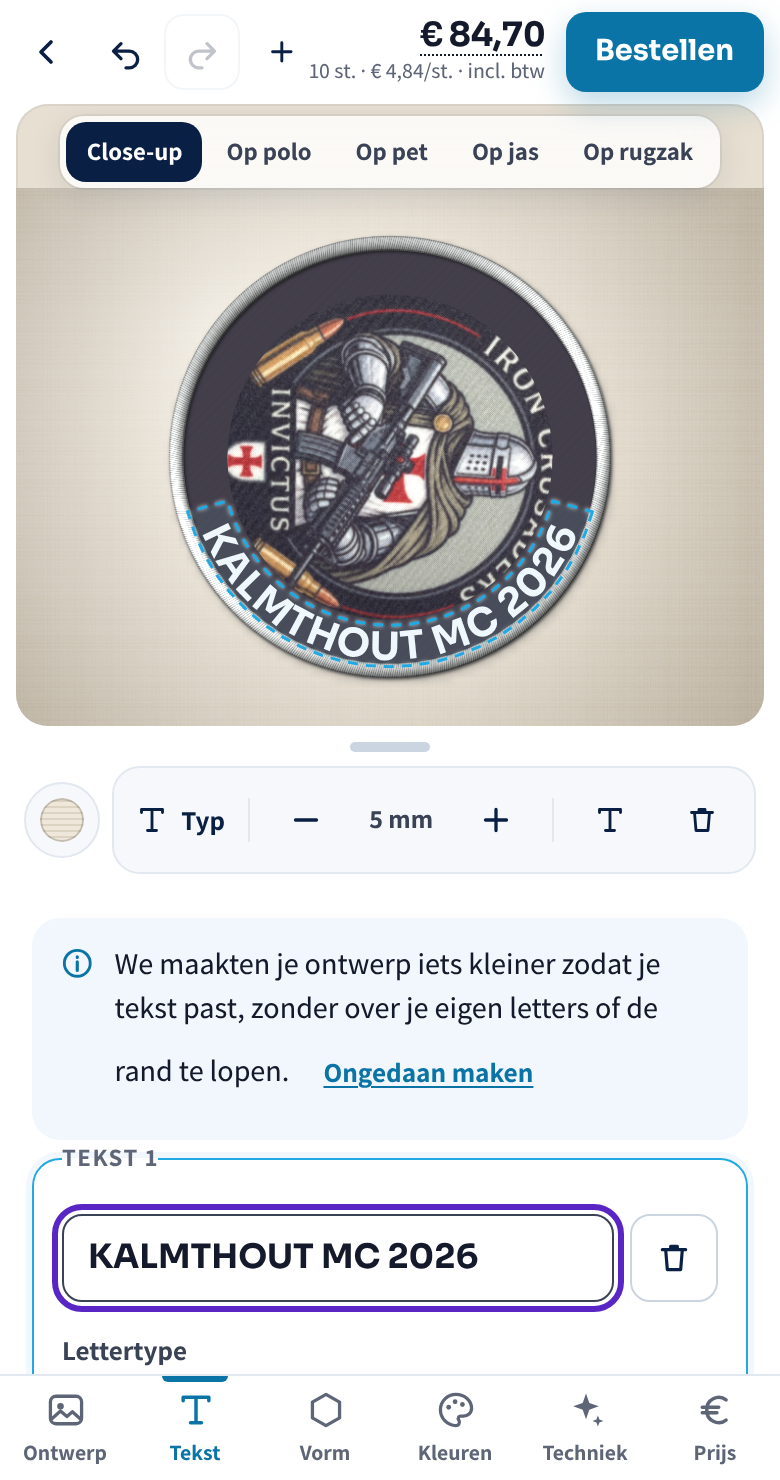 € 84,70
10 st. · € 4,84/st. · incl. btw
Bestellen
Close-up
Op polo
Op pet
Op jas
Op rugzak
IRON CRUSADERS
INVICTUS
KALMTHOUT MC 2026
Typ
5 mm
We maakten je ontwerp iets kleiner zodat je
tekst past, zonder over je eigen letters of de
rand te lopen. Ongedaan maken
TEKST 1
KALMTHOUT MC 2026
Lettertype
Ontwerp
Tekst
Vorm
Kleuren
Techniek
Prijs